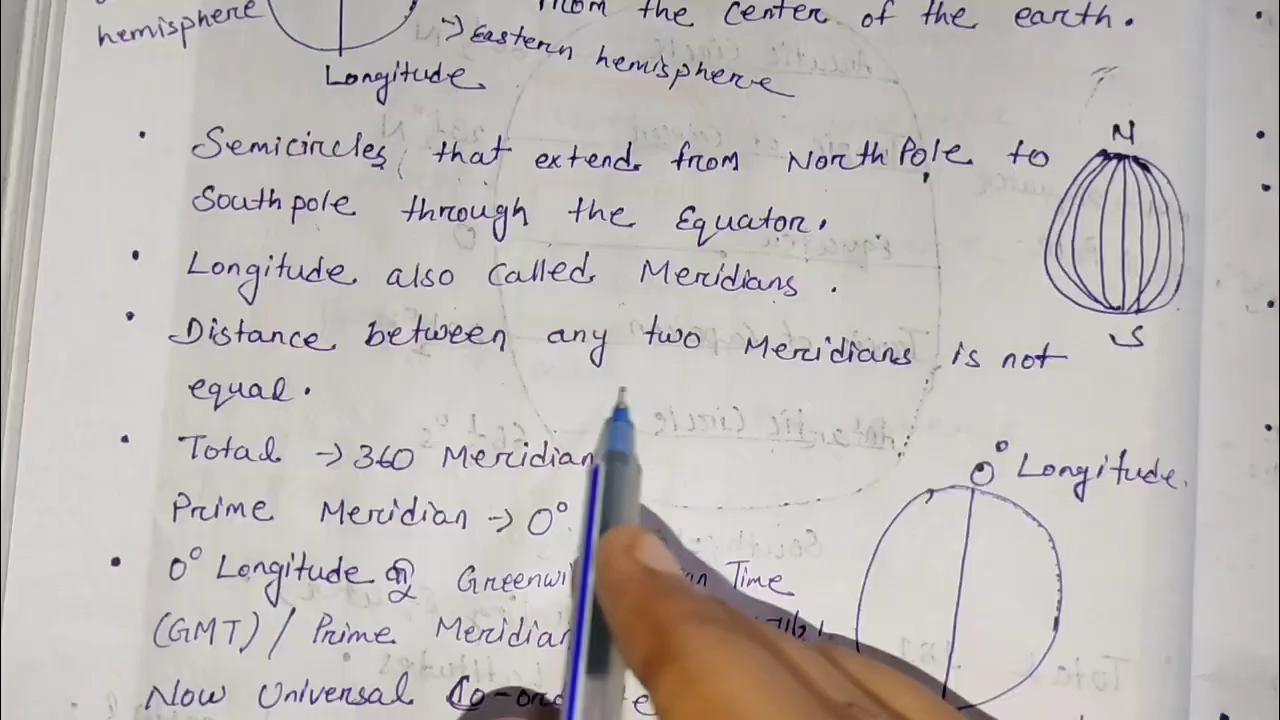 from the center of the earth.
hemisphere
→ Eastern hemisphere
Longitude
• Semicircles that extend from North Pole to
South pole through the Equator.
N
S
• Longitude also called Meridians.
• Distance between any two Meridians is not
equal.
• Total → 360 Meridian
Prime Meridian → 0°
0° Longitude.
• 0° Longitude Time
(GMT) / Prime Meridian
Now Universal